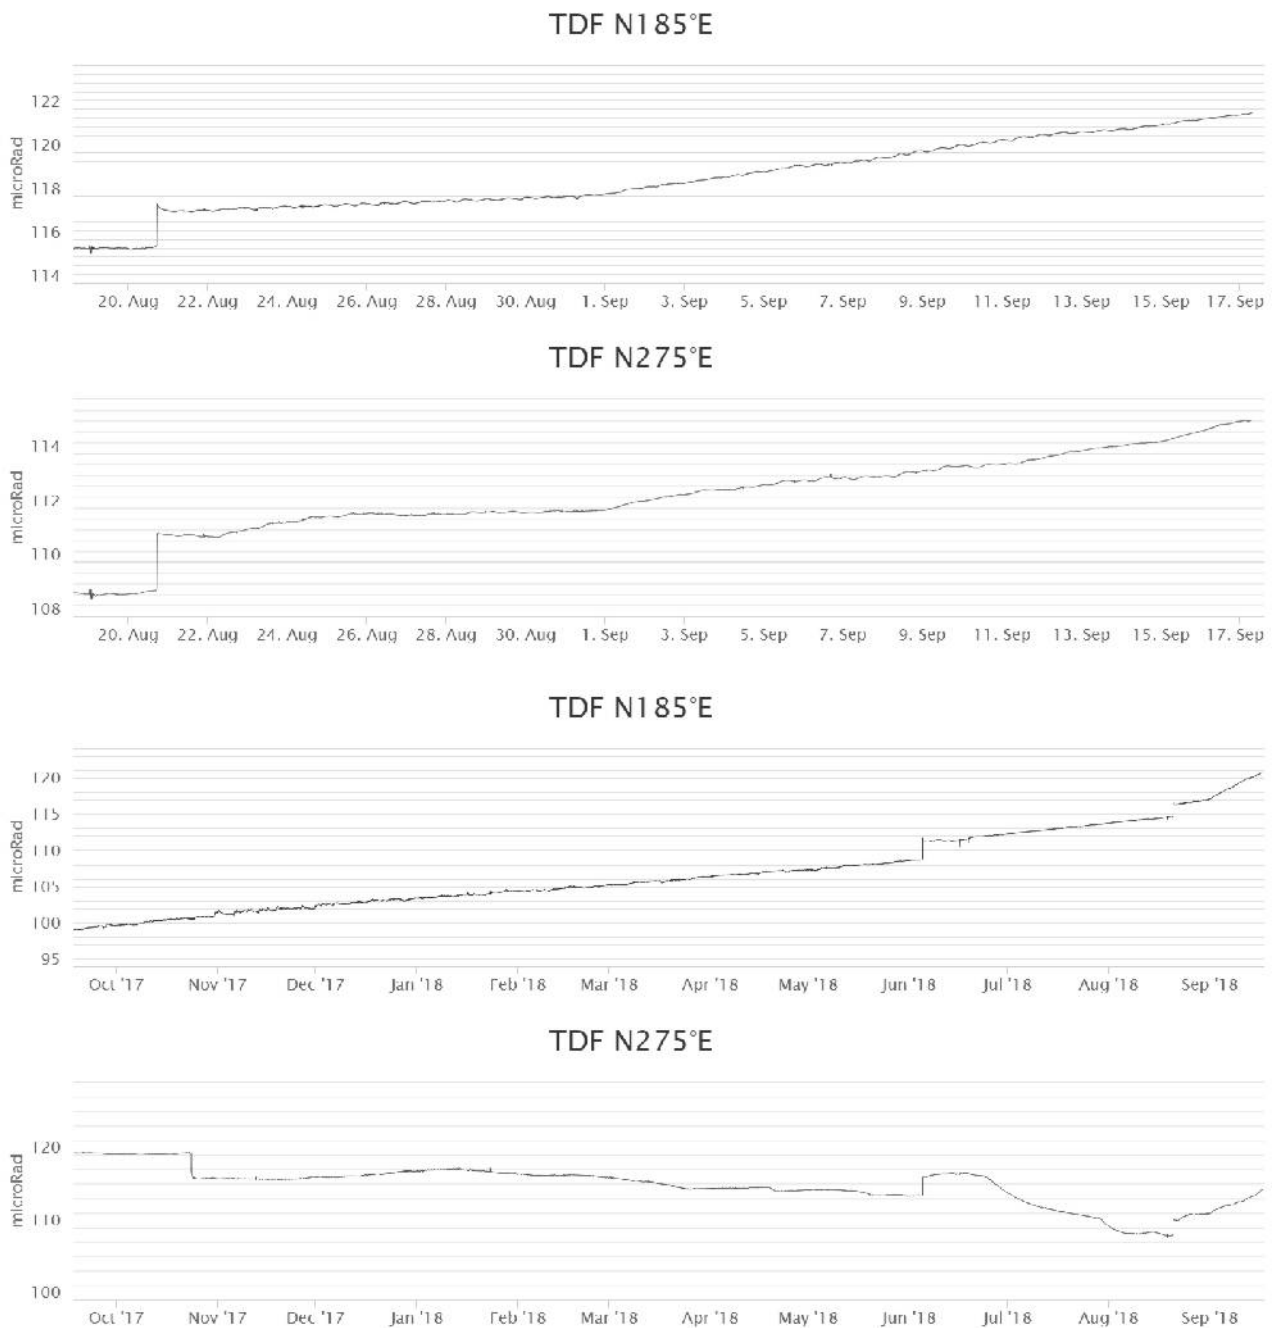 TDF N185°E
microRad
122
120
118
116
114
20. Aug 22. Aug 24. Aug 26. Aug 28. Aug 30. Aug 1. Sep 3. Sep 5. Sep 7. Sep 9. Sep 11. Sep 13. Sep 15. Sep 17. Sep
TDF N275°E
microRad
114
112
110
108
20. Aug 22. Aug 24. Aug 26. Aug 28. Aug 30. Aug 1. Sep 3. Sep 5. Sep 7. Sep 9. Sep 11. Sep 13. Sep 15. Sep 17. Sep
TDF N185°E
microRad
120
115
110
105
100
95
Oct '17 Nov '17 Dec '17 Jan '18 Feb '18 Mar '18 Apr '18 May '18 Jun '18 Jul '18 Aug '18 Sep '18
TDF N275°E
microRad
120
110
100
Oct '17 Nov '17 Dec '17 Jan '18 Feb '18 Mar '18 Apr '18 May '18 Jun '18 Jul '18 Aug '18 Sep '18